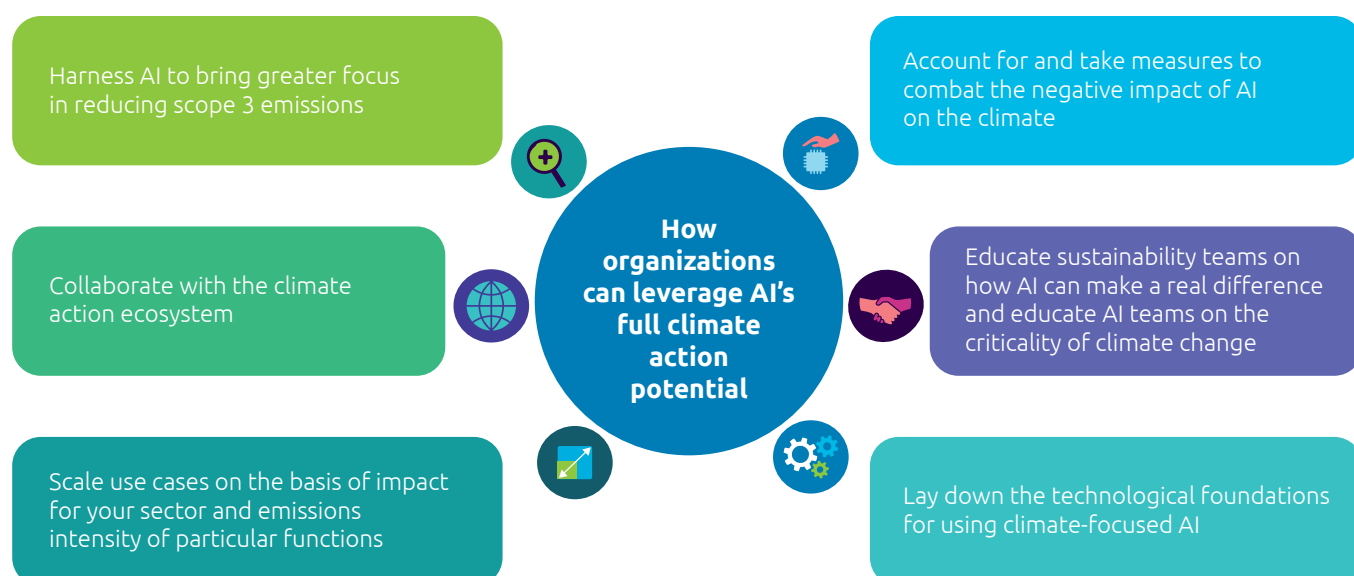 Harness AI to bring greater focus
in reducing scope 3 emissions
Account for and take measures to
combat the negative impact of AI
on the climate
How
organizations
can leverage AI's
full climate
action
potential
Collaborate with the climate
action ecosystem
Educate sustainability teams on
how AI can make a real difference
and educate AI teams on the
criticality of climate change
Scale use cases on the basis of impact
for your sector and emissions
intensity of particular functions
Lay down the technological foundations
for using climate-focused AI